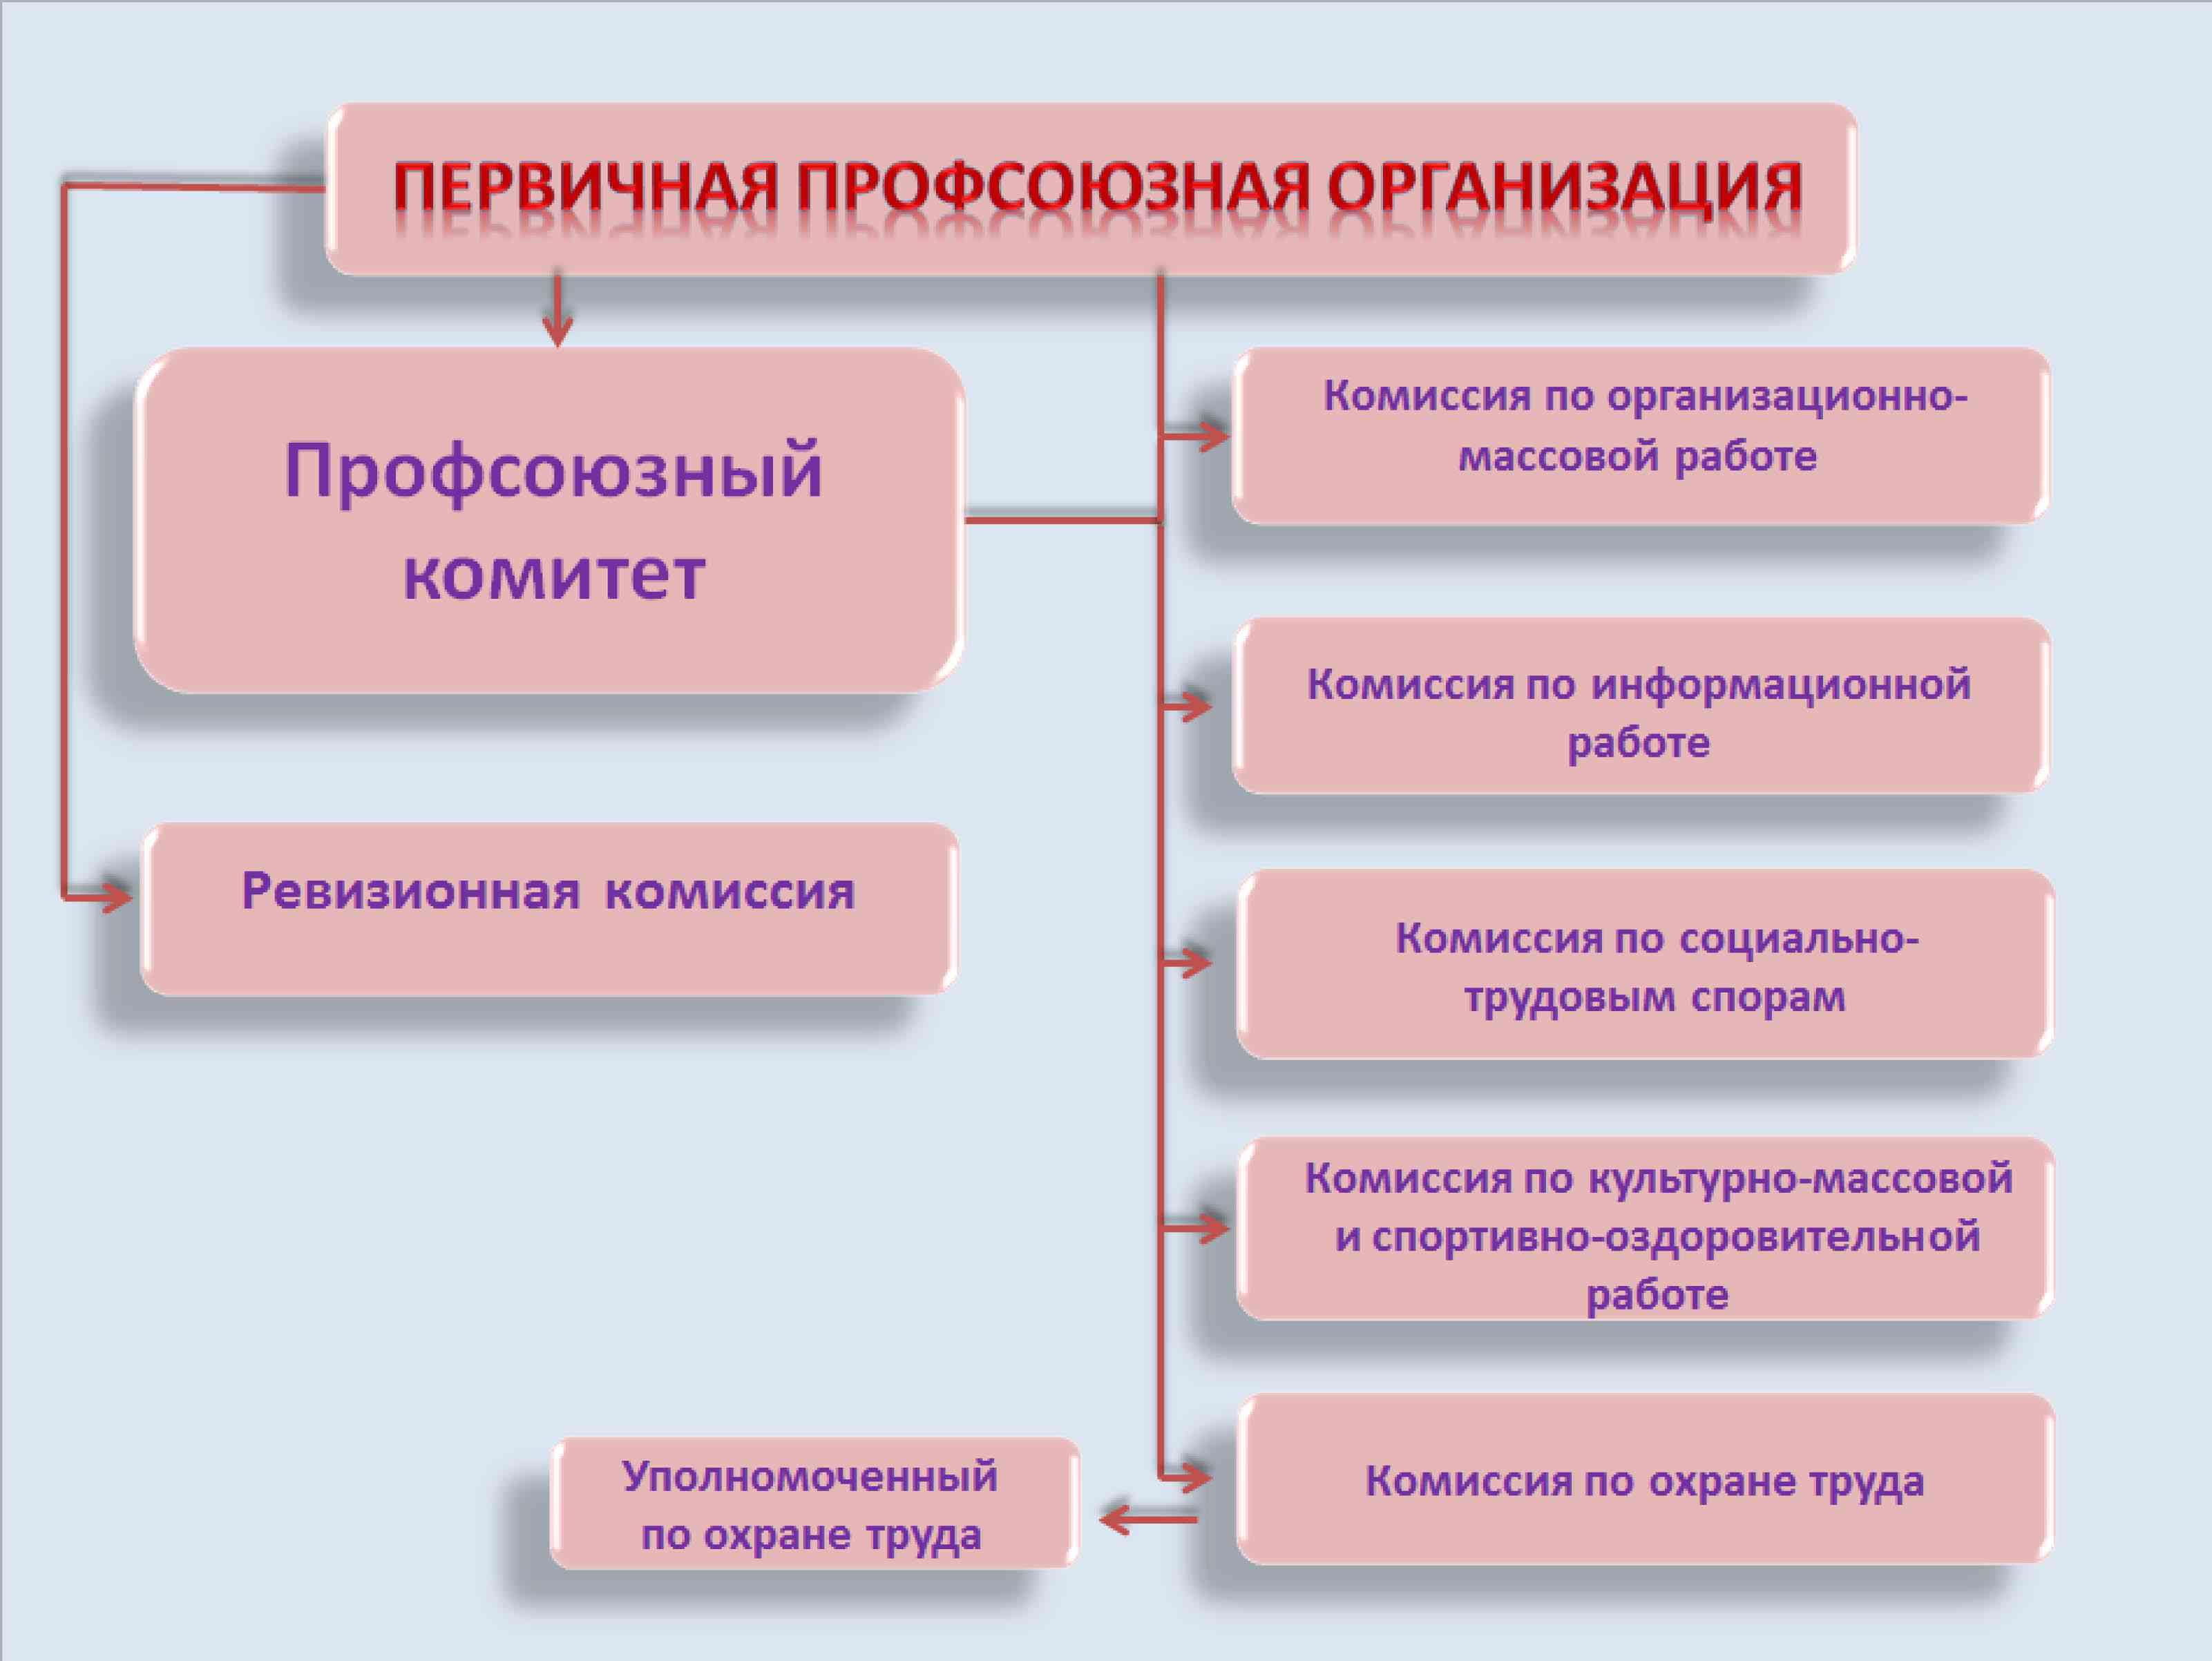 ПЕРВИЧНАЯ ПРОФСОЮЗНАЯ ОРГАНИЗАЦИЯ
Профсоюзный
комитет
Ревизионная комиссия
Комиссия по организационно-
массовой работе
Комиссия по информационной
работе
Комиссия по социально-
трудовым спорам
Комиссия по культурно-массовой
и спортивно-оздоровительной
работе
Комиссия по охране труда
Уполномоченный
по охране труда